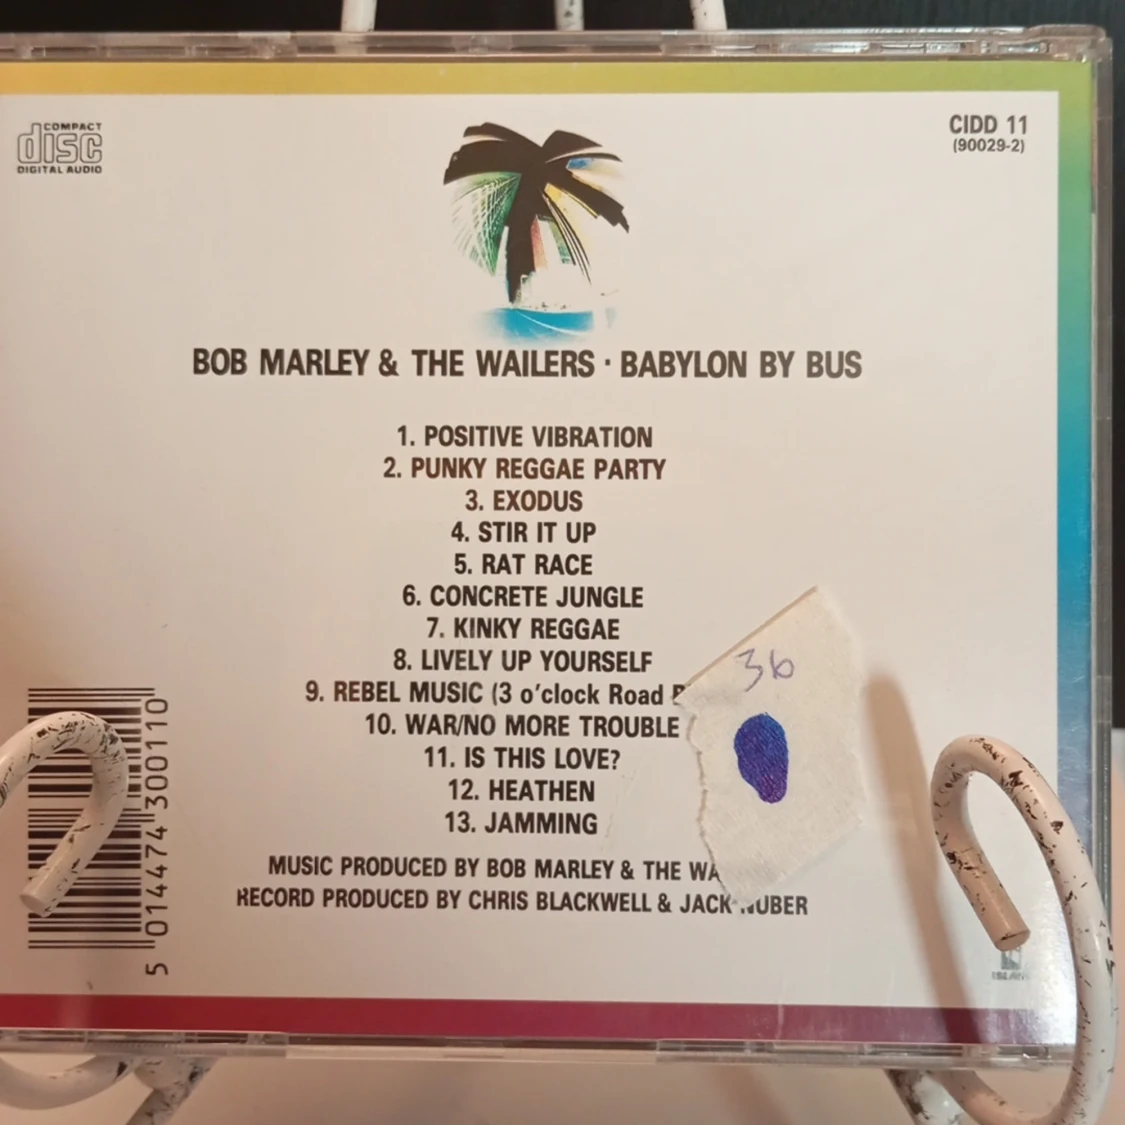 COMPACT
disc
DIGITAL AUDIO
CIDD 11
(90029-2)
BOB MARLEY & THE WAILERS · BABYLON BY BUS
1. POSITIVE VIBRATION
2. PUNKY REGGAE PARTY
3. EXODUS
4. STIR IT UP
5. RAT RACE
6. CONCRETE JUNGLE
7. KINKY REGGAE
8. LIVELY UP YOURSELF
9. REBEL MUSIC (3 o'clock Road
10. WAR/NO MORE TROUBLE
11. IS THIS LOVE?
12. HEATHEN
13. JAMMING
MUSIC PRODUCED BY BOB MARLEY & THE WA
RECORD PRODUCED BY CHRIS BLACKWELL & JACK NUBER
36
5 014474 300110